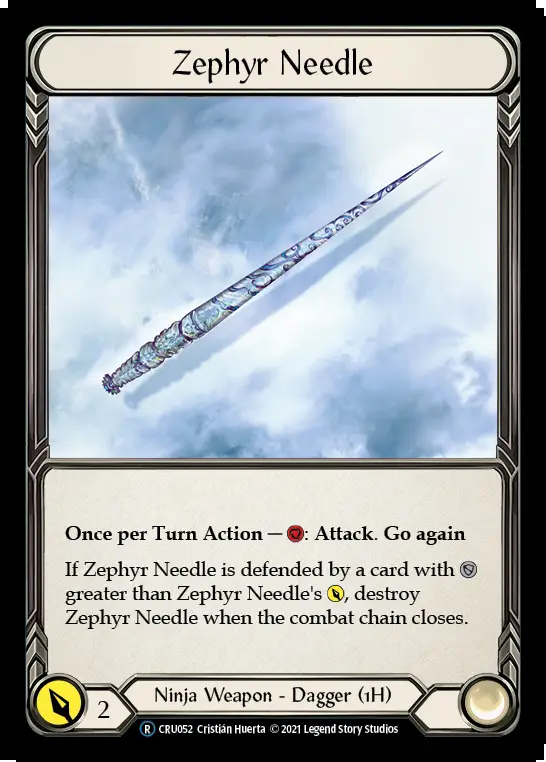 Zephyr Needle
Once per Turn Action — : Attack. Go again
If Zephyr Needle is defended by a card with
greater than Zephyr Needle's , destroy
Zephyr Needle when the combat chain closes.
2
Ninja Weapon - Dagger (1H)
R CRU052 Cristián Huerta © 2021 Legend Story Studios